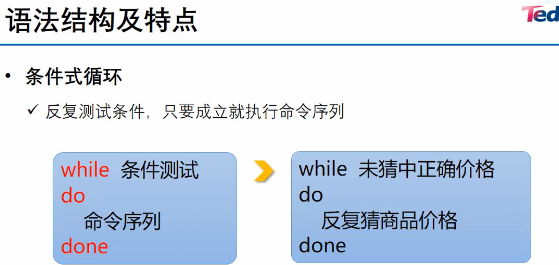 语法结构及特点
Ted
• 条件式循环
✓ 反复测试条件，只要成立就执行命令序列
while 条件测试
do
命令序列
done
while 未猜中正确价格
do
反复猜商品价格
done